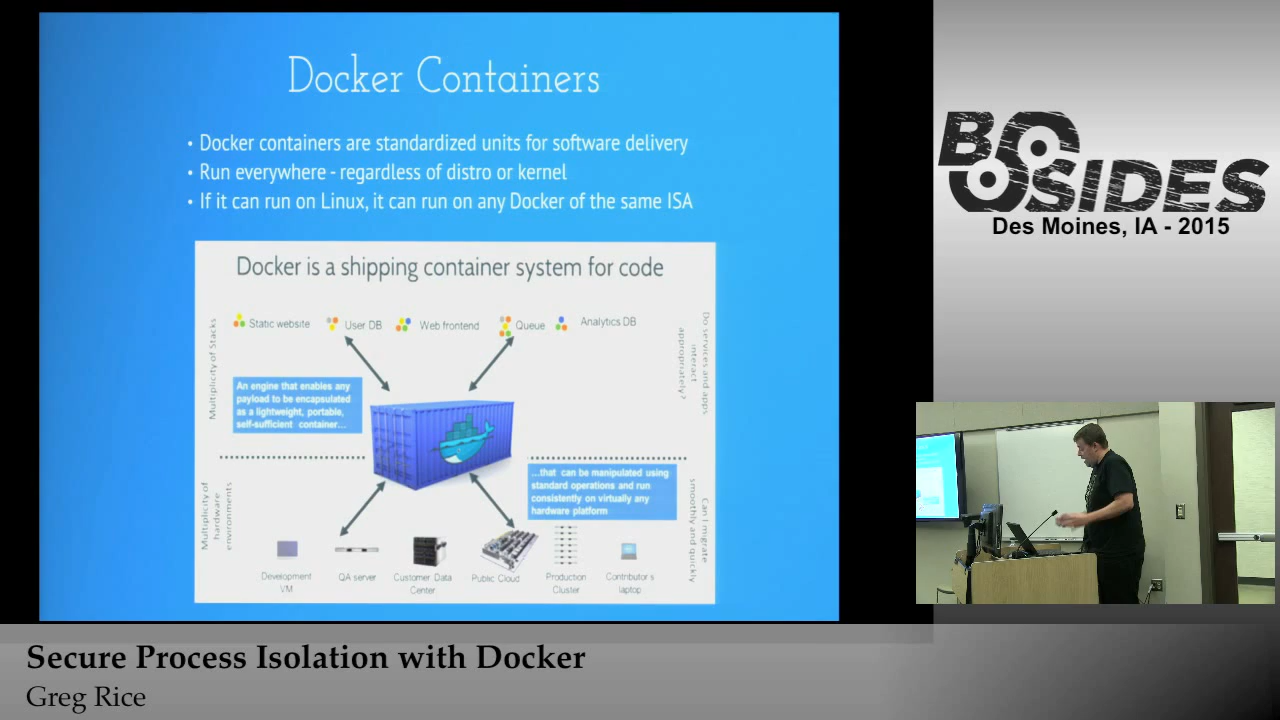 Docker Containers
• Docker containers are standardized units for software delivery
• Run everywhere - regardless of distro or kernel
• If it can run on Linux, it can run on any Docker of the same ISA
Docker is a shipping container system for code
Multiplicity of Stacks
Static website
User DB
Web frontend
Queue
Analytics DB
Do services and apps
interact
appropriately?
An engine that enables any
payload to be encapsulated
as a lightweight, portable,
self-sufficient container...
Multiplicity of
hardware
environments
...that can be manipulated using
standard operations and run
consistently on virtually any
hardware platform
Can I migrate
smoothly and quickly
Development
VM
QA server
Customer Data
Center
Public Cloud
Production
Cluster
Contributor's
laptop
BSIDES
Des Moines, IA - 2015
Secure Process Isolation with Docker
Greg Rice